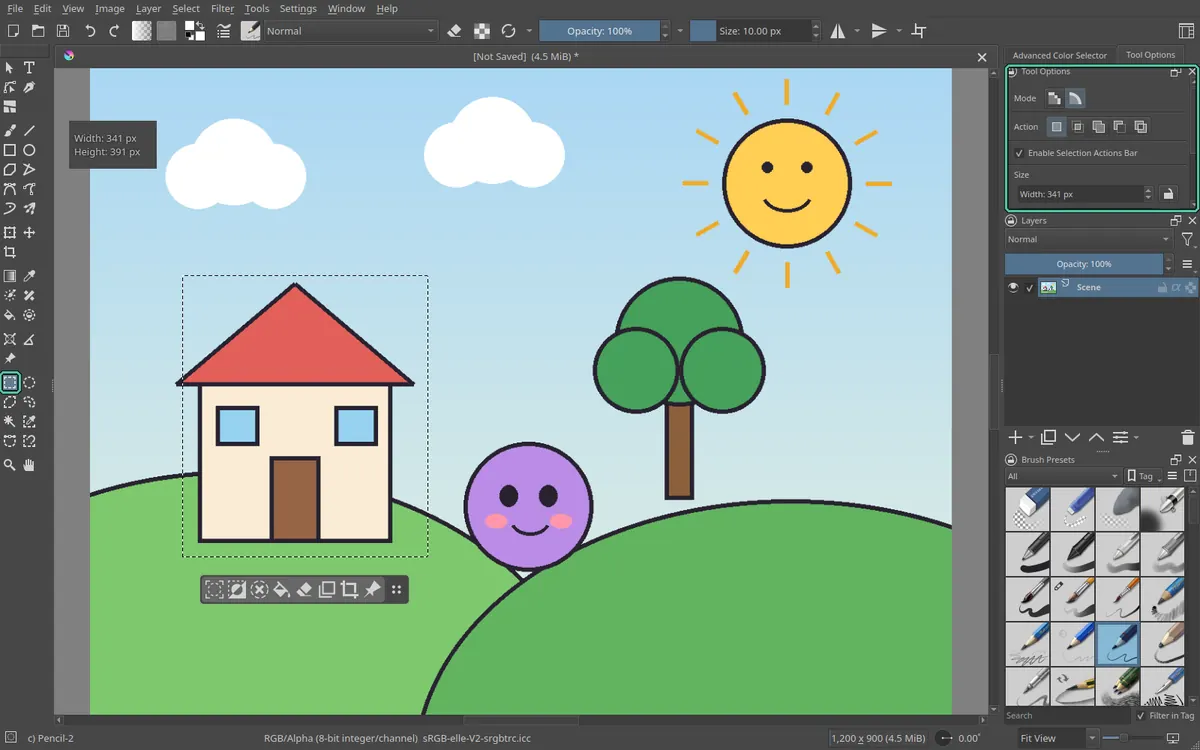 File Edit View Image Layer Select Filter Tools Settings Window Help
Normal
Opacity: 100%
Size: 10.00 px
[Not Saved] (4.5 MiB) *
Advanced Color Selector
Tool Options
Tool Options
Mode
Action
Enable Selection Actions Bar
Size
Width: 341 px
Width: 341 px
Height: 391 px
Layers
Normal
Opacity: 100%
Scene
Brush Presets
All
Tag
Search
Filter in Tag
c) Pencil-2
RGB/Alpha (8-bit integer/channel) sRGB-elle-V2-srgbtrc.icc
1,200 x 900 (4.5 MiB)
0.00°
Fit View